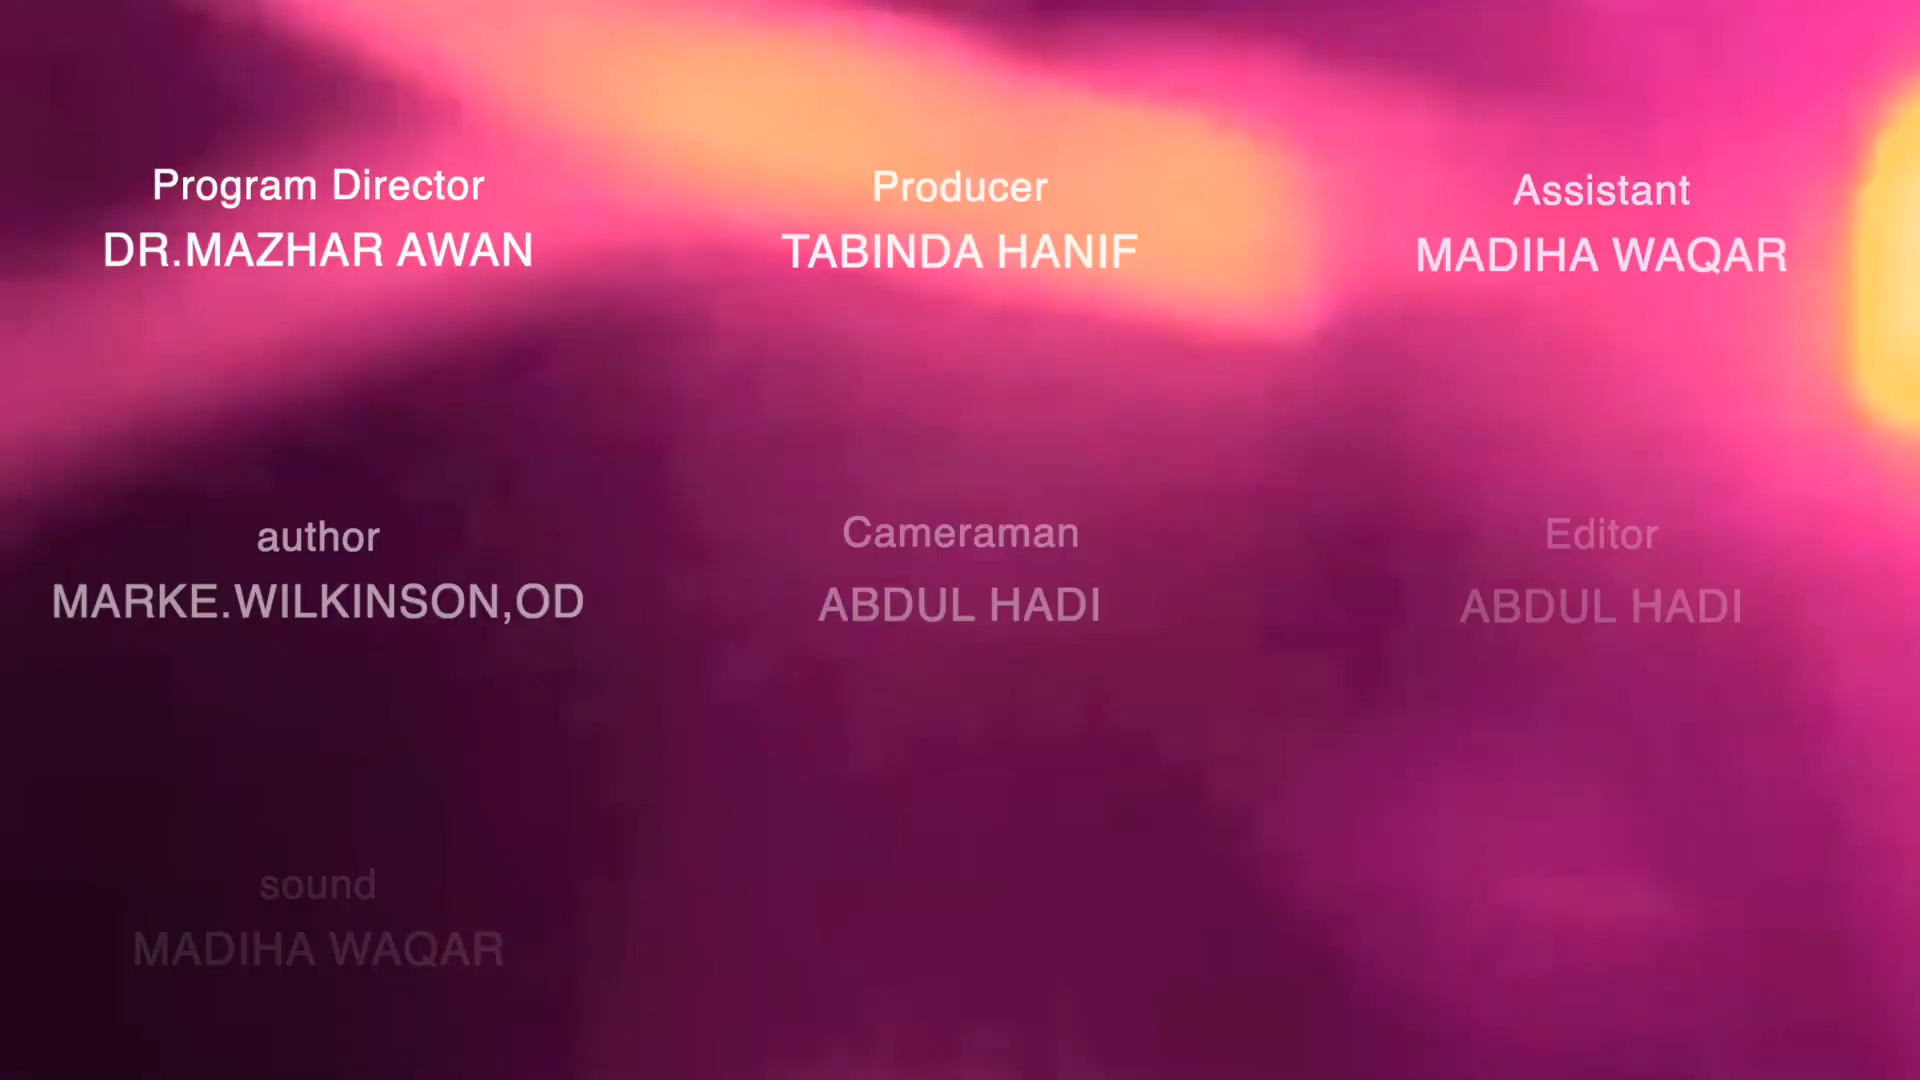 Program Director
DR.MAZHAR AWAN
Producer
TABINDA HANIF
Assistant
MADIHA WAQAR
author
MARKE.WILKINSON,OD
Cameraman
ABDUL HADI
Editor
ABDUL HADI
sound
MADIHA WAQAR